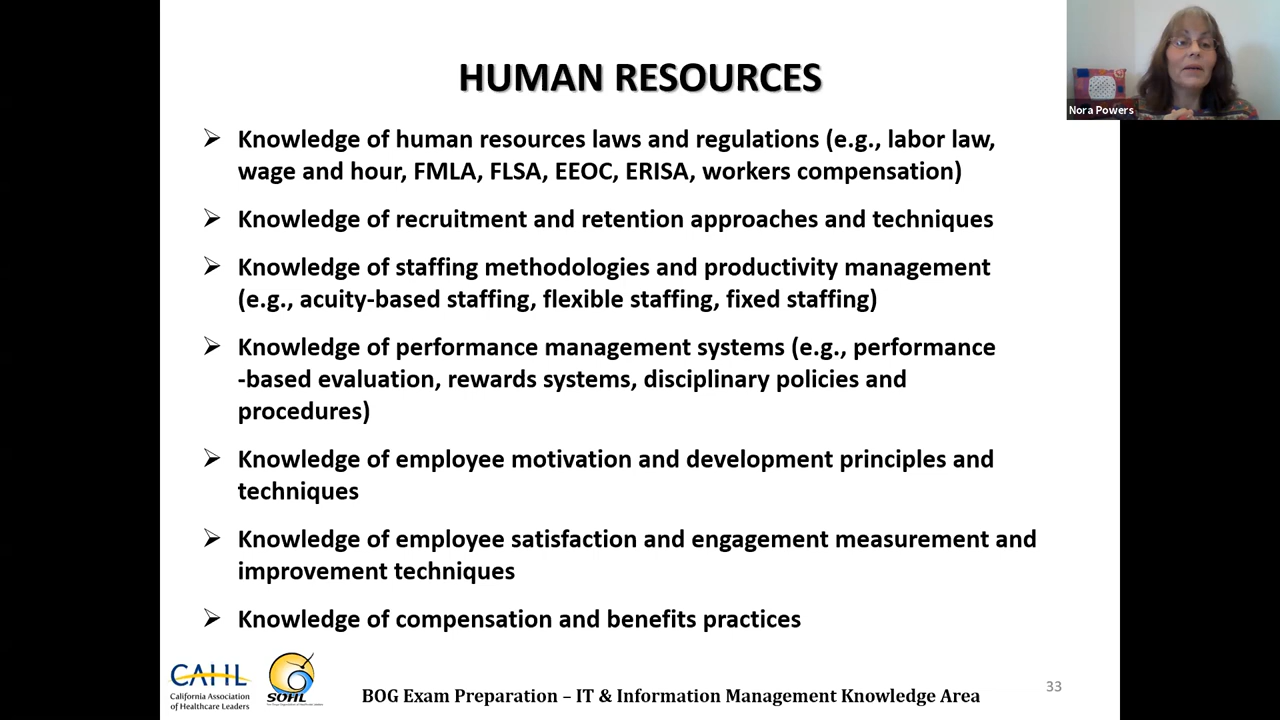 HUMAN RESOURCES
Nora Powers
➢ Knowledge of human resources laws and regulations (e.g., labor law,
wage and hour, FMLA, FLSA, EEOC, ERISA, workers compensation)
➢ Knowledge of recruitment and retention approaches and techniques
➢ Knowledge of staffing methodologies and productivity management
(e.g., acuity-based staffing, flexible staffing, fixed staffing)
➢ Knowledge of performance management systems (e.g., performance
-based evaluation, rewards systems, disciplinary policies and
procedures)
➢ Knowledge of employee motivation and development principles and
techniques
➢ Knowledge of employee satisfaction and engagement measurement and
improvement techniques
➢ Knowledge of compensation and benefits practices
CAHL
California Association
of Healthcare Leaders
SOHL
BOG Exam Preparation – IT & Information Management Knowledge Area
33